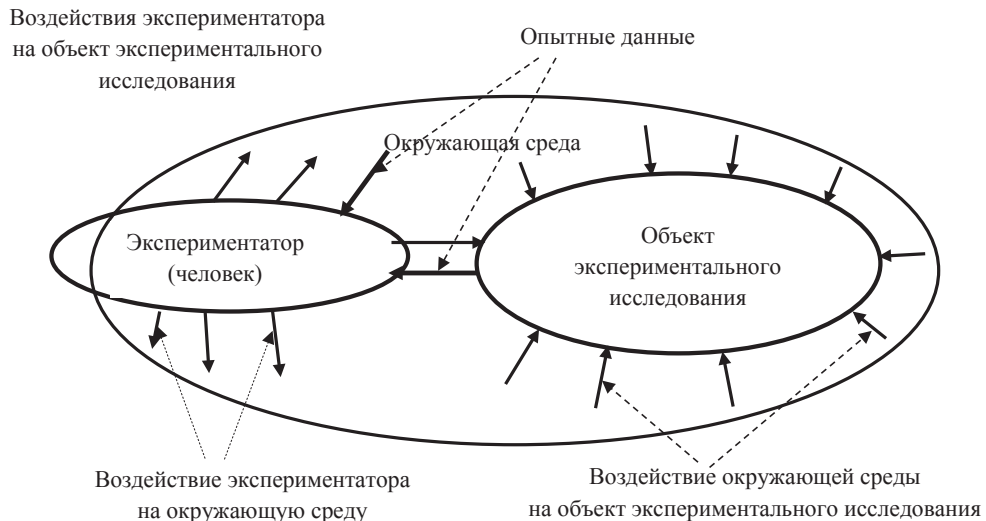 Воздействия экспериментатора
на объект экспериментального
исследования
Опытные данные
Окружающая среда
Экспериментатор
(человек)
Объект
экспериментального
исследования
Воздействие экспериментатора
на окружающую среду
Воздействие окружающей среды
на объект экспериментального исследования